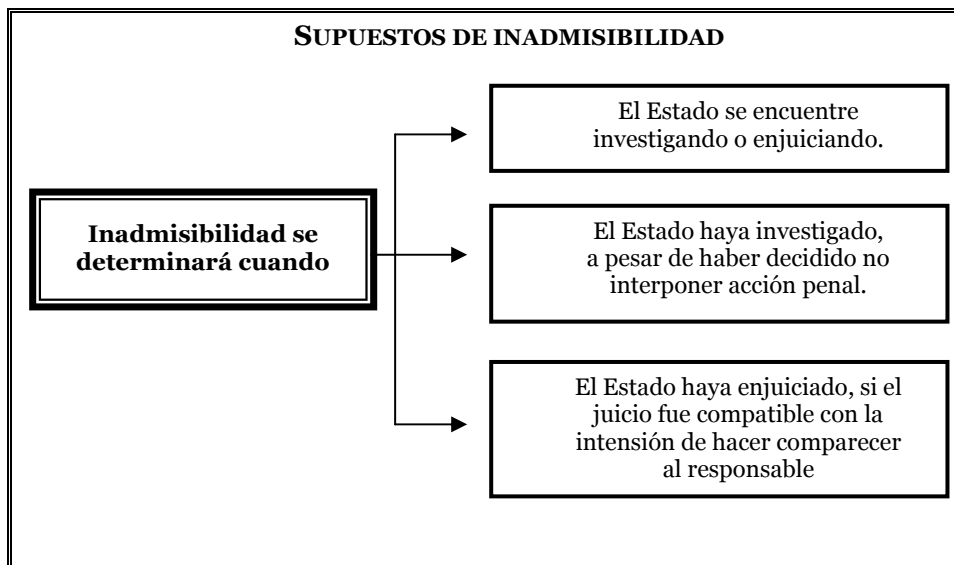 SUPUESTOS DE INADMISIBILIDAD
El Estado se encuentre
investigando o enjuiciando.
Inadmisibilidad se
determinará cuando
El Estado haya investigado,
a pesar de haber decidido no
interponer acción penal.
El Estado haya enjuiciado, si el
juicio fue compatible con la
intensión de hacer comparecer
al responsable